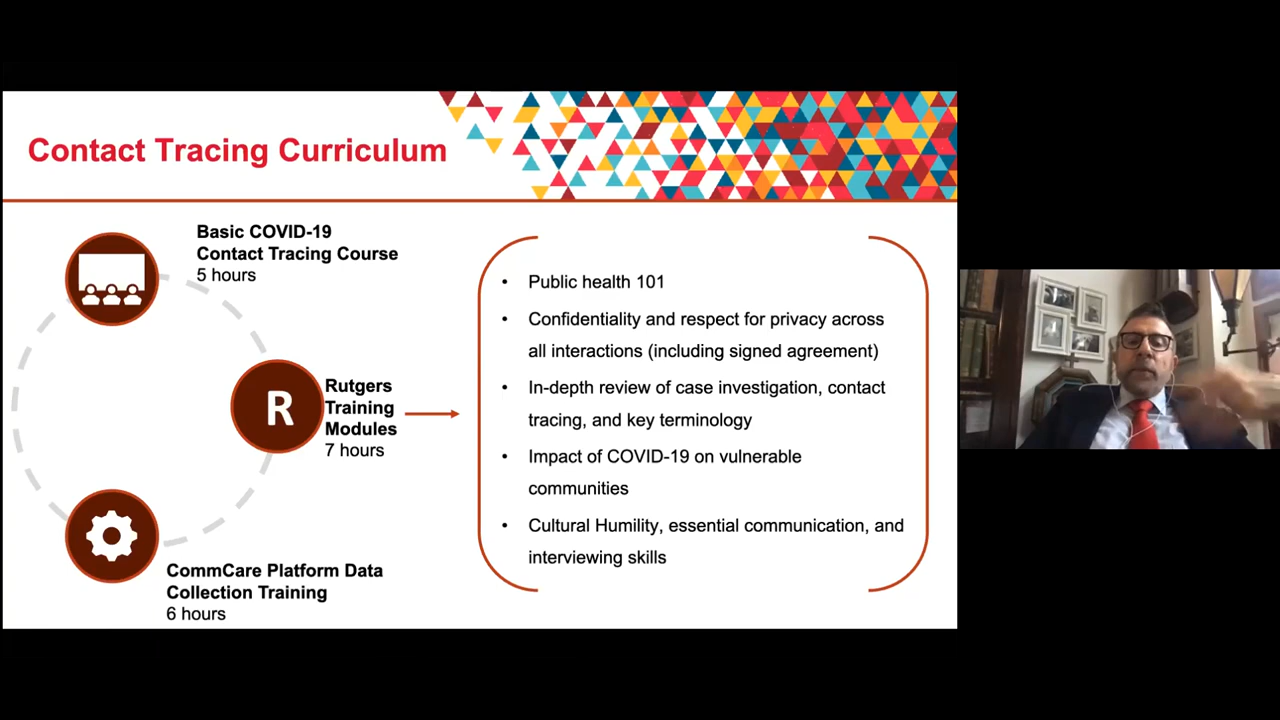 Contact Tracing Curriculum
Basic COVID-19
Contact Tracing Course
5 hours
R
Rutgers
Training
Modules
7 hours
CommCare Platform Data
Collection Training
6 hours
• Public health 101
• Confidentiality and respect for privacy across
all interactions (including signed agreement)
• In-depth review of case investigation, contact
tracing, and key terminology
• Impact of COVID-19 on vulnerable
communities
• Cultural Humility, essential communication, and
interviewing skills